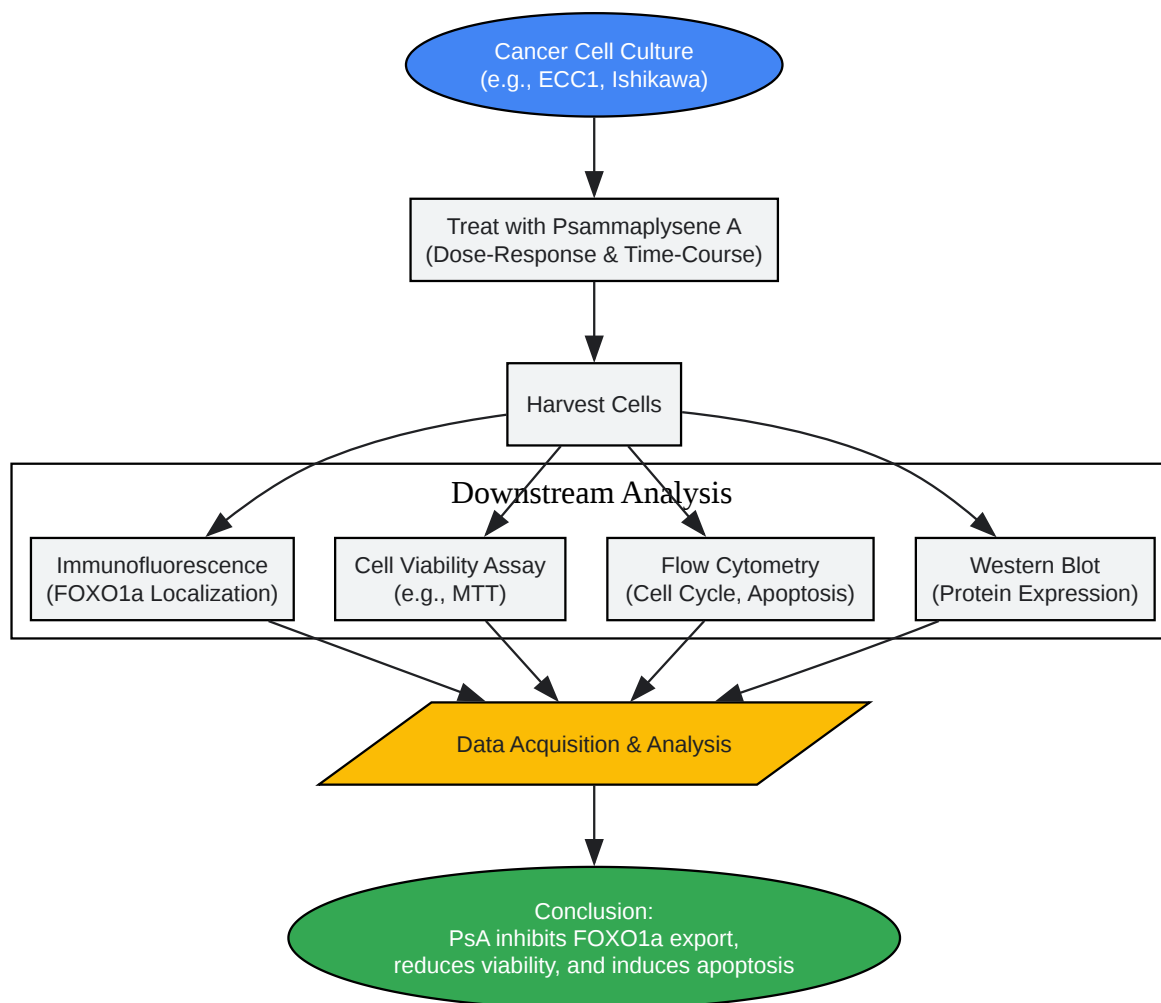 Cancer Cell Culture
(e.g., ECC1, Ishikawa)
Treat with Psammaplysene A
(Dose-Response & Time-Course)
Harvest Cells
Downstream Analysis
Immunofluorescence
(FOXO1a Localization)
Cell Viability Assay
(e.g., MTT)
Flow Cytometry
(Cell Cycle, Apoptosis)
Western Blot
(Protein Expression)
Data Acquisition & Analysis
Conclusion:
PsA inhibits FOXO1a export,
reduces viability, and induces apoptosis